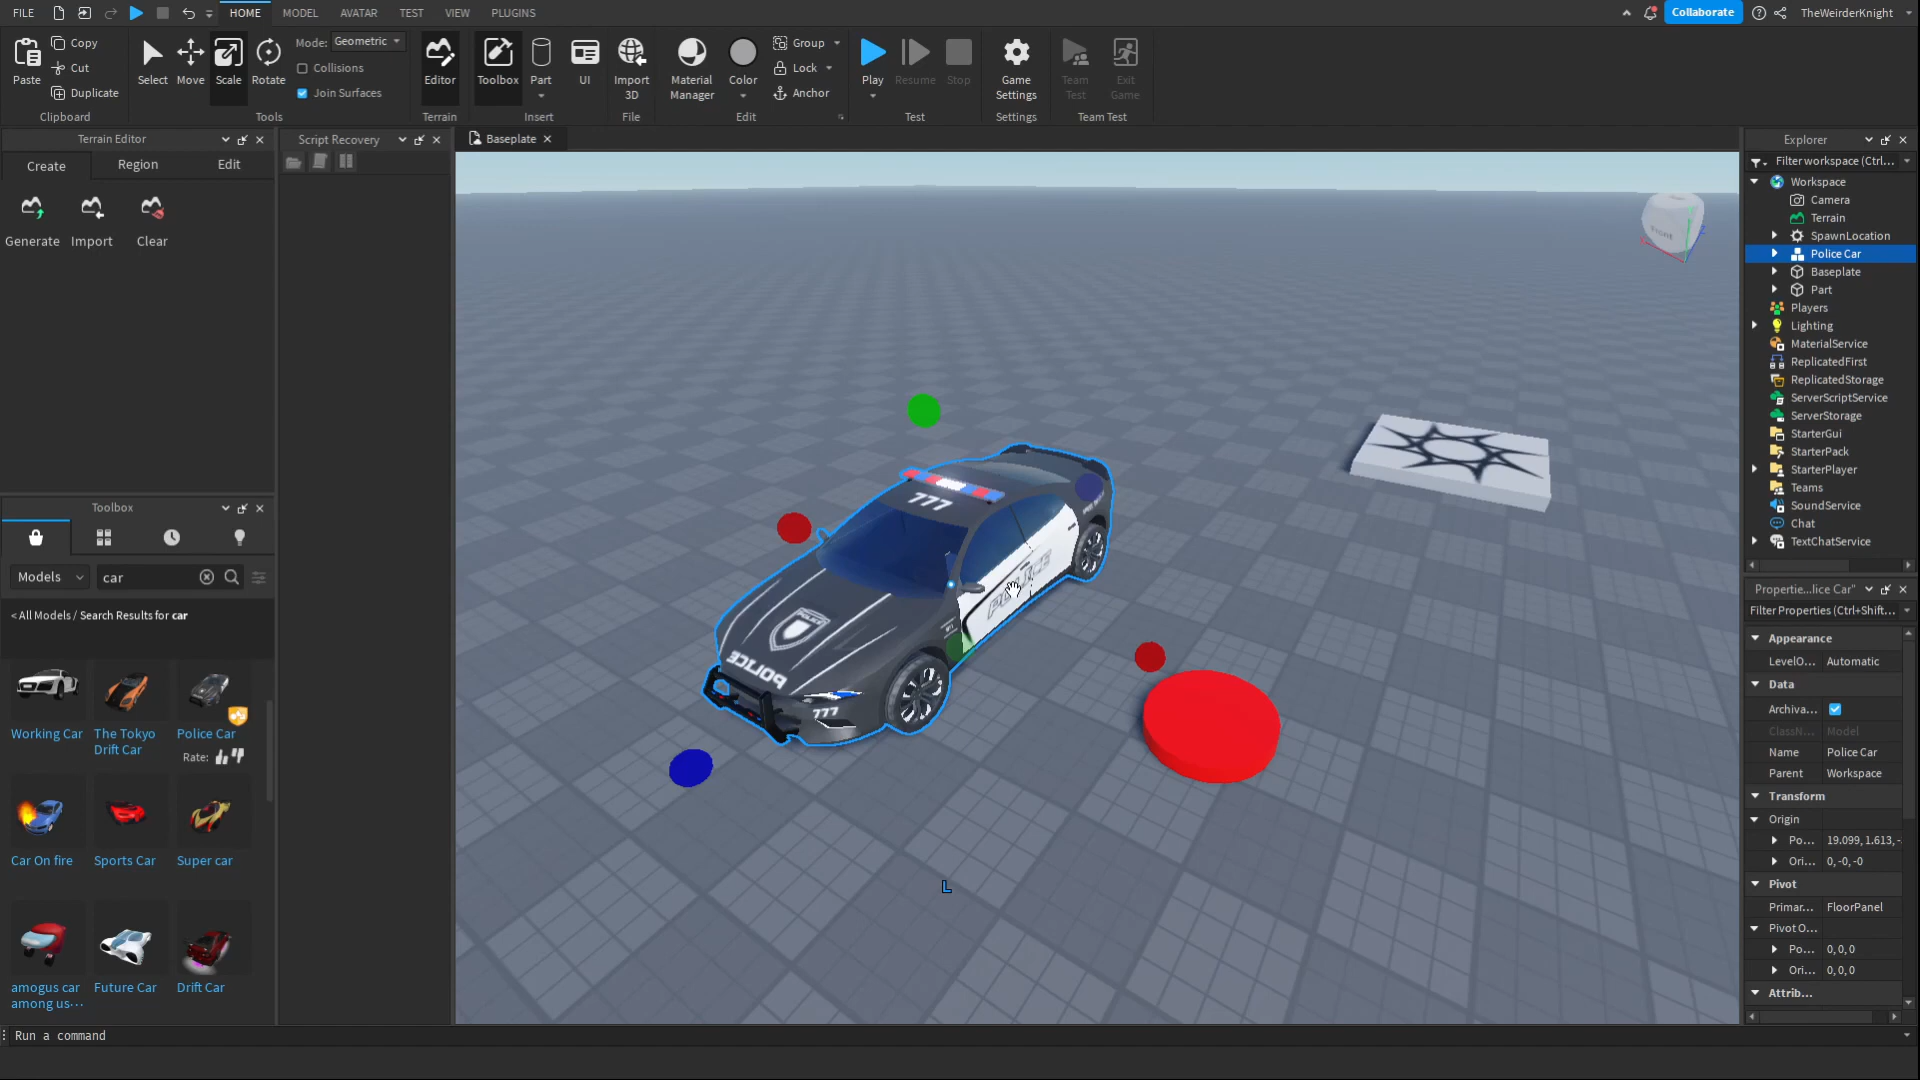 FILE
HOME
MODEL
AVATAR
TEST
VIEW
PLUGINS
Collaborate
TheWeirderKnight
Paste
Copy
Cut
Duplicate
Clipboard
Select
Move
Scale
Rotate
Mode: Geometric
Collisions
Join Surfaces
Tools
Editor
Terrain
Toolbox
Part
UI
Insert
Import
3D
File
Material
Manager
Color
Group
Lock
Anchor
Edit
Play
Resume
Stop
Test
Game
Settings
Settings
Team
Test
Exit
Game
Team Test
Terrain Editor
Create
Region
Edit
Generate
Import
Clear
Script Recovery
Baseplate
Toolbox
Models
car
< All Models / Search Results for car
Working Car
The Tokyo
Drift Car
Police Car
Rate:
Car On fire
Sports Car
Super car
amogus car
among us...
Future Car
Drift Car
777
POLICE
POLICE
POLICE
777
L
FRONT
Explorer
Filter workspace (Ctrl...
Workspace
Camera
Terrain
SpawnLocation
Police Car
Baseplate
Part
Players
Lighting
MaterialService
ReplicatedFirst
ReplicatedStorage
ServerScriptService
ServerStorage
StarterGui
StarterPack
StarterPlayer
Teams
SoundService
Chat
TextChatService
Propertie...lice Car"
Filter Properties (Ctrl+Shift...
Appearance
LevelO... Automatic
Data
Archiva...
ClassN... Model
Name Police Car
Parent Workspace
Transform
Origin
Po... 19.099, 1.613, -
Ori... 0, -0, -0
Pivot
Primar... FloorPanel
Pivot O...
Po... 0, 0, 0
Ori... 0, 0, 0
Attrib...
Run a command